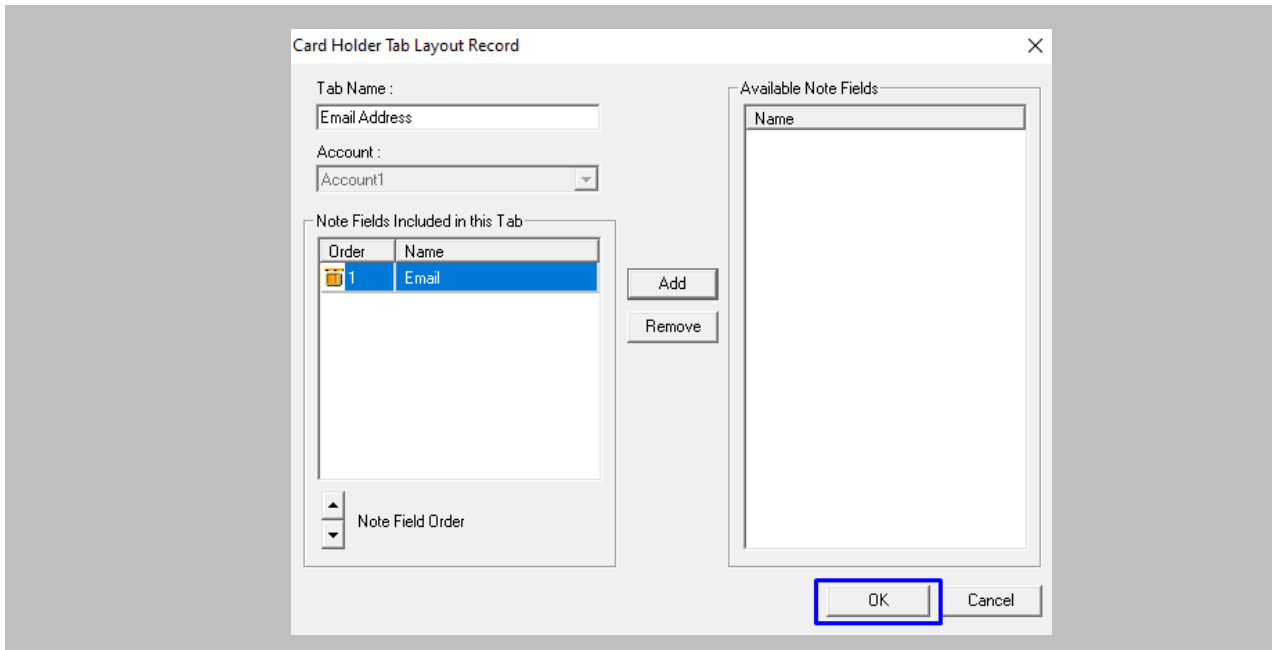 Card Holder Tab Layout Record
Tab Name :
Email Address
Account :
Account1
Note Fields Included in this Tab
Order Name
1 Email
Note Field Order
Add
Remove
Available Note Fields
Name
OK Cancel